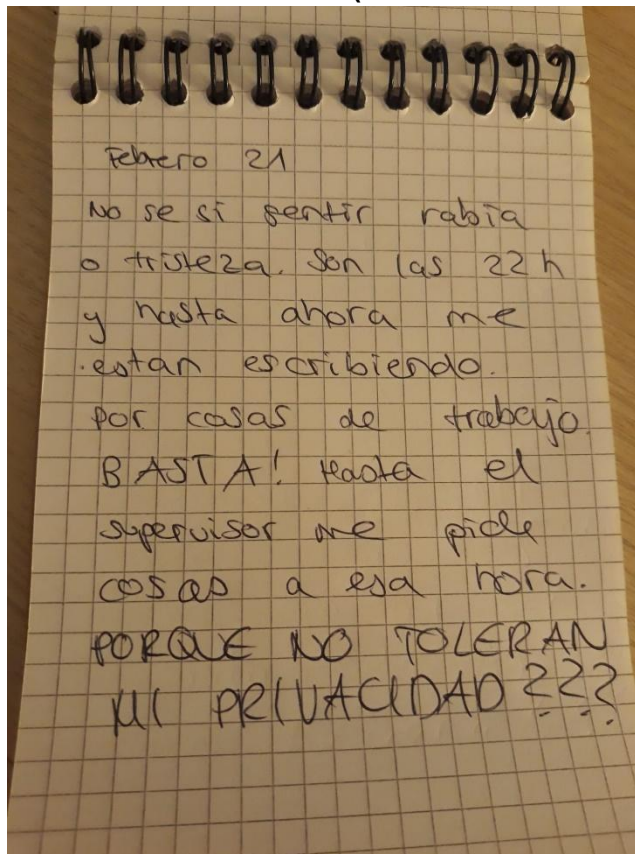 Febrero 21
No se si sentir rabia
o tristeza. Son las 22 h
y hasta ahora me
estan escribiendo.
por cosas de trabajo.
BASTA! Hasta el
supervisor me pide
cosas a esa hora.
PORQUE NO TOLERAN
MI PRIVACIDAD???